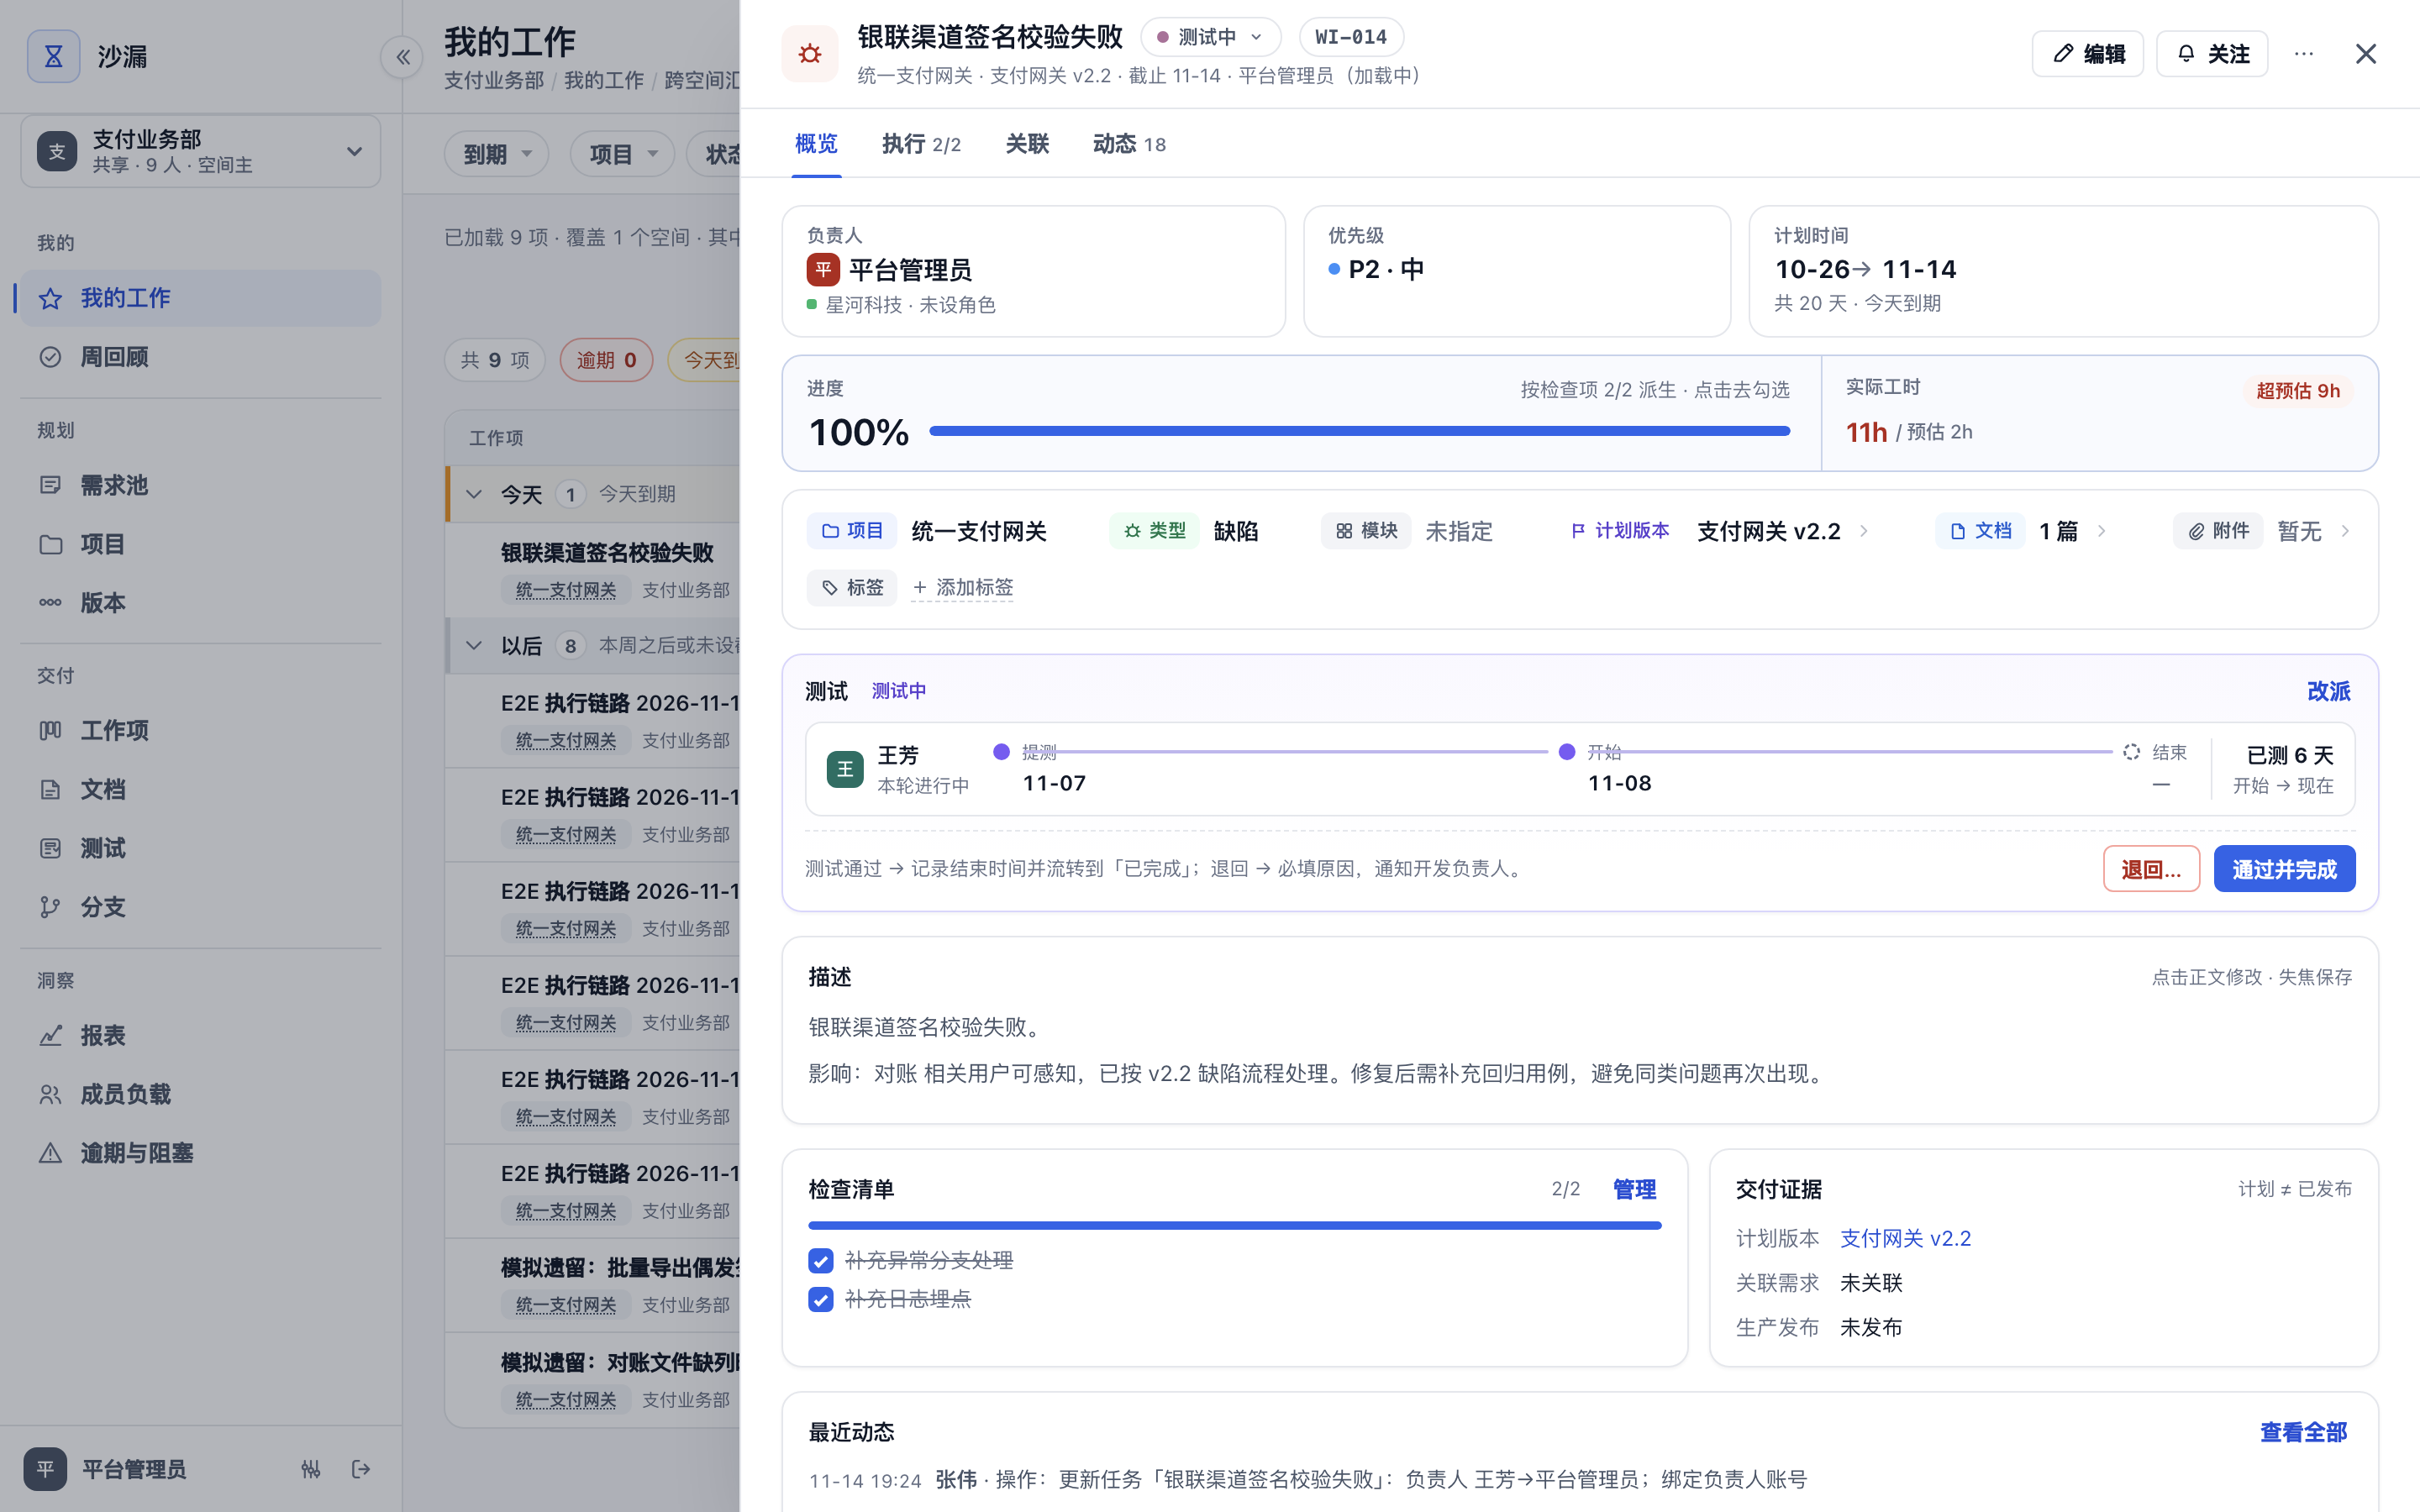 沙漏
支付业务部
共享 · 9 人 · 空间主
支
我的
我的工作
周回顾
规划
需求池
项目
版本
交付
工作项
文档
测试
分支
洞察
报表
成员负载
逾期与阻塞
平 平台管理员
我的工作
支付业务部 / 我的工作 / 跨空间汇
到期 项目 状态
已加载 9 项 · 覆盖 1 个空间 · 其中
共 9 项 逾期 0 今天到
工作项
今天 1 今天到期
银联渠道签名校验失败
统一支付网关 支付业务部
以后 8 本周之后或未设
E2E 执行链路 2026-11-1
统一支付网关 支付业务部
E2E 执行链路 2026-11-1
统一支付网关 支付业务部
E2E 执行链路 2026-11-1
统一支付网关 支付业务部
E2E 执行链路 2026-11-1
统一支付网关 支付业务部
E2E 执行链路 2026-11-1
统一支付网关 支付业务部
E2E 执行链路 2026-11-1
统一支付网关 支付业务部
模拟遗留：批量导出偶发
统一支付网关 支付业务部
模拟遗留：对账文件缺列
统一支付网关 支付业务部
银联渠道签名校验失败 测试中 WI-014
统一支付网关 · 支付网关 v2.2 · 截止 11-14 · 平台管理员（加载中）
编辑 关注 ···
概览 执行 2/2 关联 动态 18
负责人
平 平台管理员
星河科技 · 未设角色
优先级
P2 · 中
计划时间
10-26→ 11-14
共 20 天 · 今天到期
进度 按检查项 2/2 派生 · 点击去勾选
100%
实际工时 超预估 9h
11h / 预估 2h
项目 统一支付网关 类型 缺陷 模块 未指定 计划版本 支付网关 v2.2 文档 1 篇 附件 暂无
标签 + 添加标签
测试 测试中 改派
王 王芳
本轮进行中
提测
11-07
开始
11-08
结束
—
已测 6 天
开始 → 现在
测试通过 → 记录结束时间并流转到「已完成」；退回 → 必填原因，通知开发负责人。
退回... 通过并完成
描述 点击正文修改 · 失焦保存
银联渠道签名校验失败。
影响：对账 相关用户可感知，已按 v2.2 缺陷流程处理。修复后需补充回归用例，避免同类问题再次出现。
检查清单 2/2 管理
补充异常分支处理
补充日志埋点
交付证据 计划 ≠ 已发布
计划版本 支付网关 v2.2
关联需求 未关联
生产发布 未发布
最近动态 查看全部
11-14 19:24 张伟 · 操作：更新任务「银联渠道签名校验失败」：负责人 王芳→平台管理员；绑定负责人账号